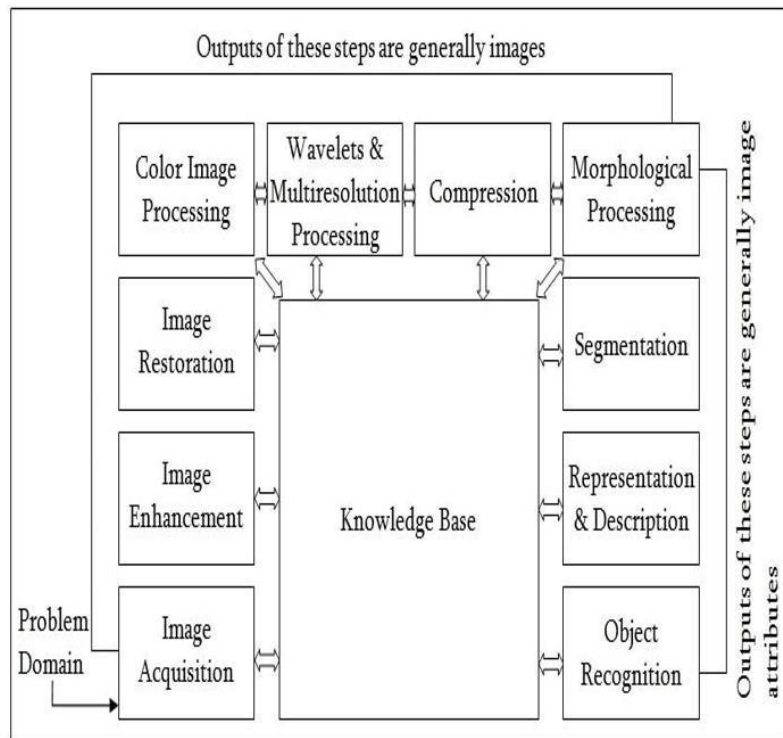 Outputs of these steps are generally images
Color Image
Processing
Wavelets &
Multiresolution
Processing
Compression
Morphological
Processing
Image
Restoration
Segmentation
Image
Enhancement
Knowledge Base
Representation
& Description
Problem
Domain
Image
Acquisition
Object
Recognition
Outputs of these steps are generally image
attributes